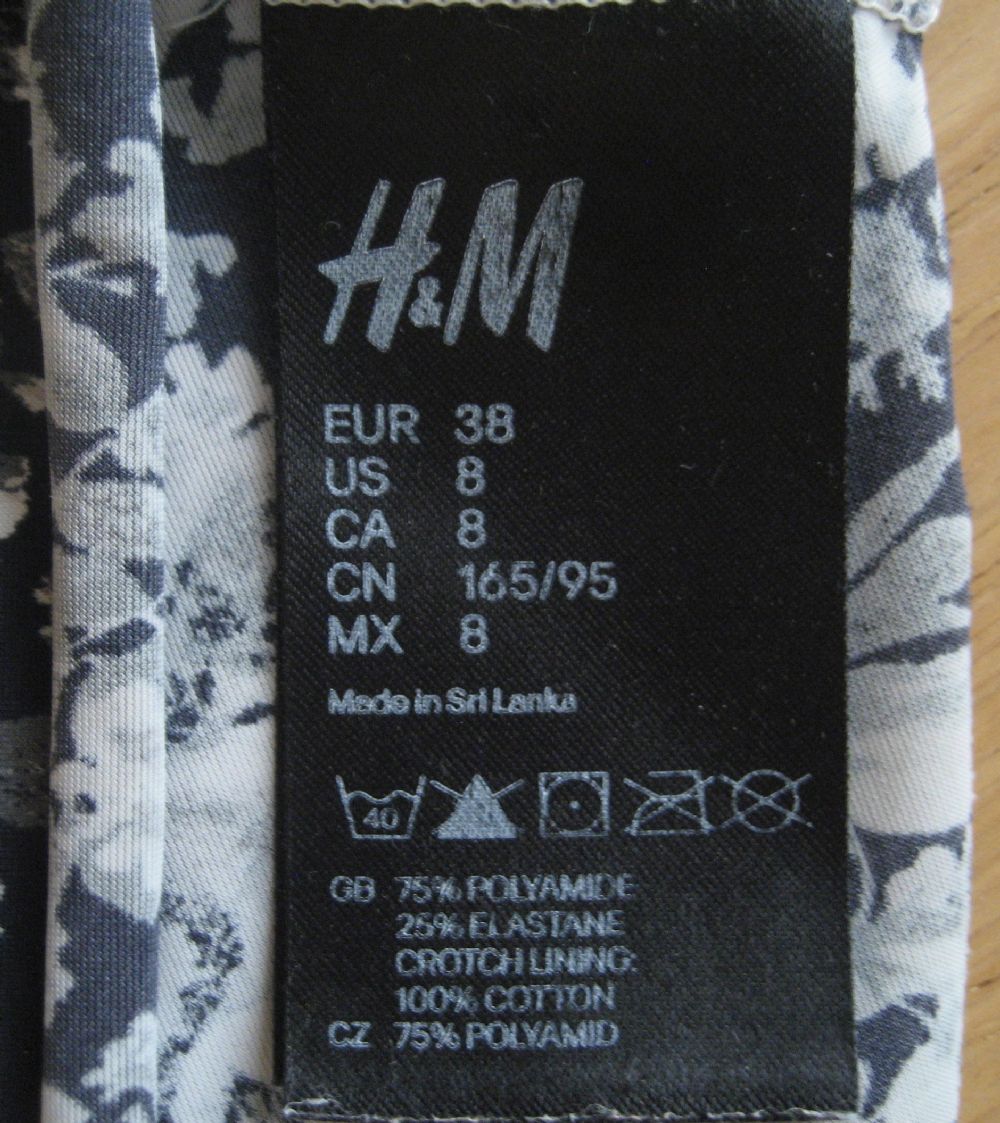 H&M
EUR 38
US 8
CA 8
CN 165/95
MX 8
Made in Sri Lanka
40
GB 75% POLYAMIDE
25% ELASTANE
CROTCH LINING:
100% COTTON
CZ 75% POLYAMID